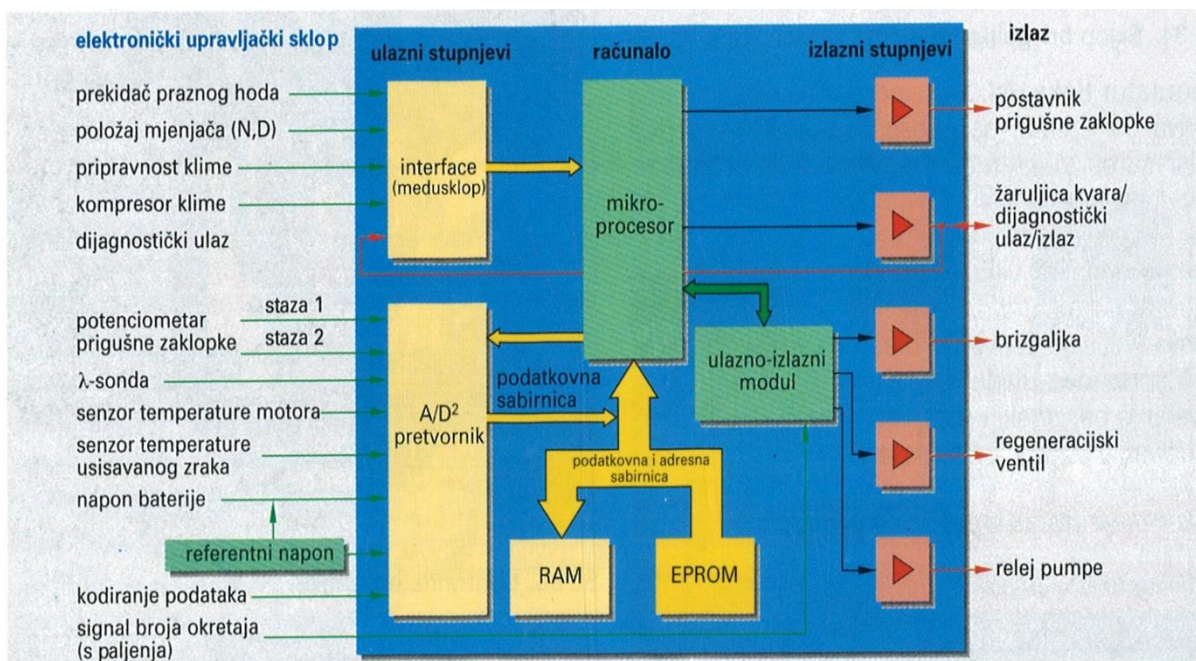 elektronički upravljački sklop
ulazni stupnjevi
računalo
izlazni stupnjevi
izlaz
prekidač praznog hoda
položaj mjenjača (N,D)
pripravnost klime
kompresor klime
dijagnostički ulaz
interface
(medusklop)
mikro-
procesor
postavnik
prigušne zaklopke
žaruljica kvara/
dijagnostički
ulaz/izlaz
potenciometar
prigušne zaklopke
staza 1
staza 2
λ-sonda
senzor temperature motora
senzor temperature
usisavanog zraka
napon baterije
referentni napon
kodiranje podataka
signal broja okretaja
(s paljenja)
A/D²
pretvornik
podatkovna
sabirnica
podatkovna i adresna
sabirnica
RAM
EPROM
ulazno-izlazni
modul
brizgaljka
regeneracijski
ventil
relej pumpe